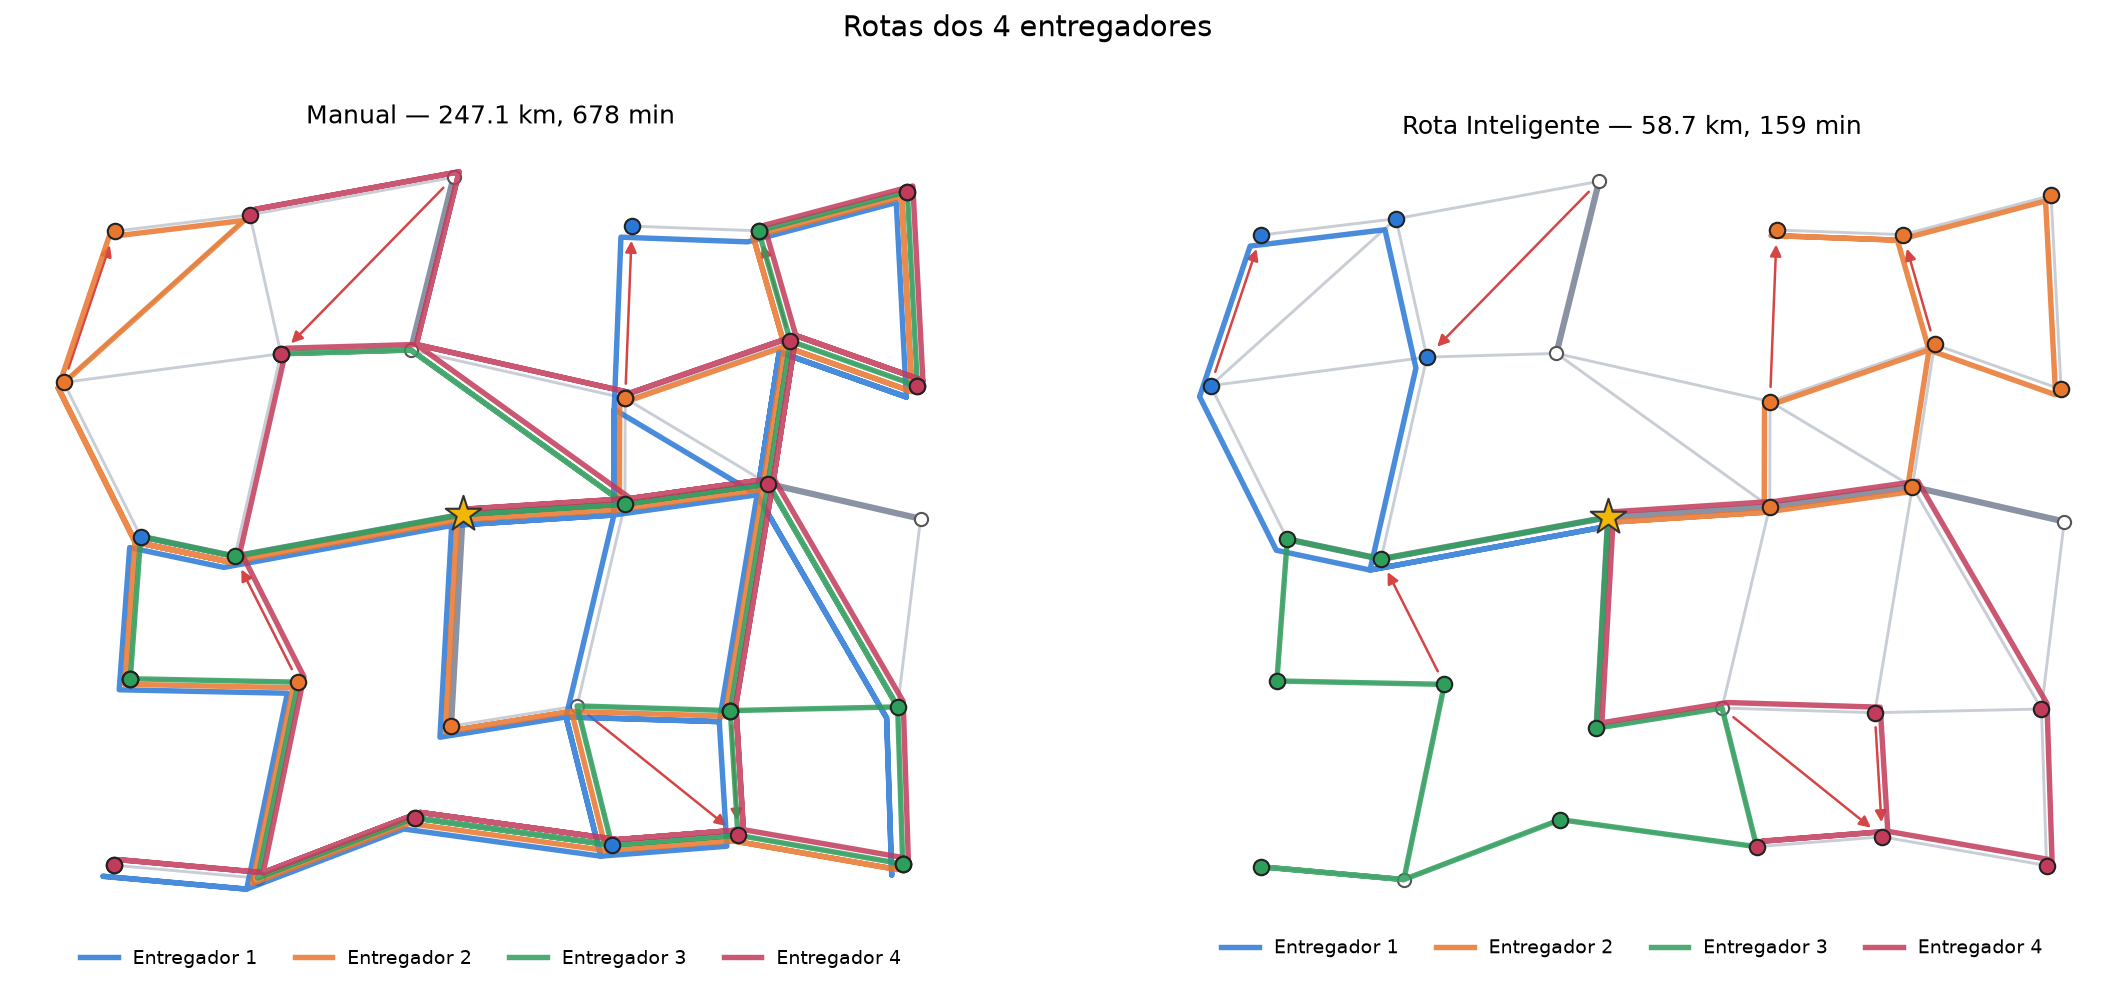 Rotas dos 4 entregadores
Manual — 247.1 km, 678 min
Rota Inteligente — 58.7 km, 159 min
Entregador 1
Entregador 2
Entregador 3
Entregador 4
Entregador 1
Entregador 2
Entregador 3
Entregador 4